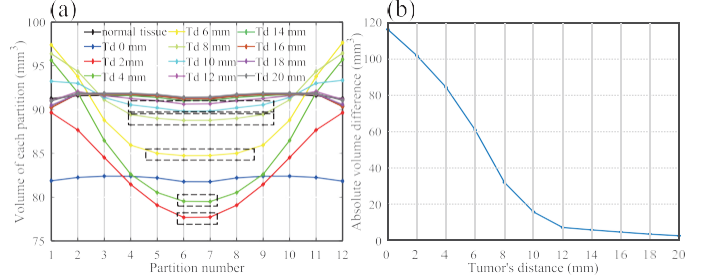 (a)
Volume of each partition (mm³)
100
95
90
85
80
75
normal tissue
Td 0 mm
Td 2mm
Td 4 mm
Td 6 mm
Td 8 mm
Td 10 mm
Td 12 mm
Td 14 mm
Td 16 mm
Td 18 mm
Td 20 mm
1 2 3 4 5 6 7 8 9 10 11 12
Partition number
(b)
Absolute volume difference (mm³)
120
100
80
60
40
20
0
0 2 4 6 8 10 12 14 16 18 20
Tumor's distance (mm)